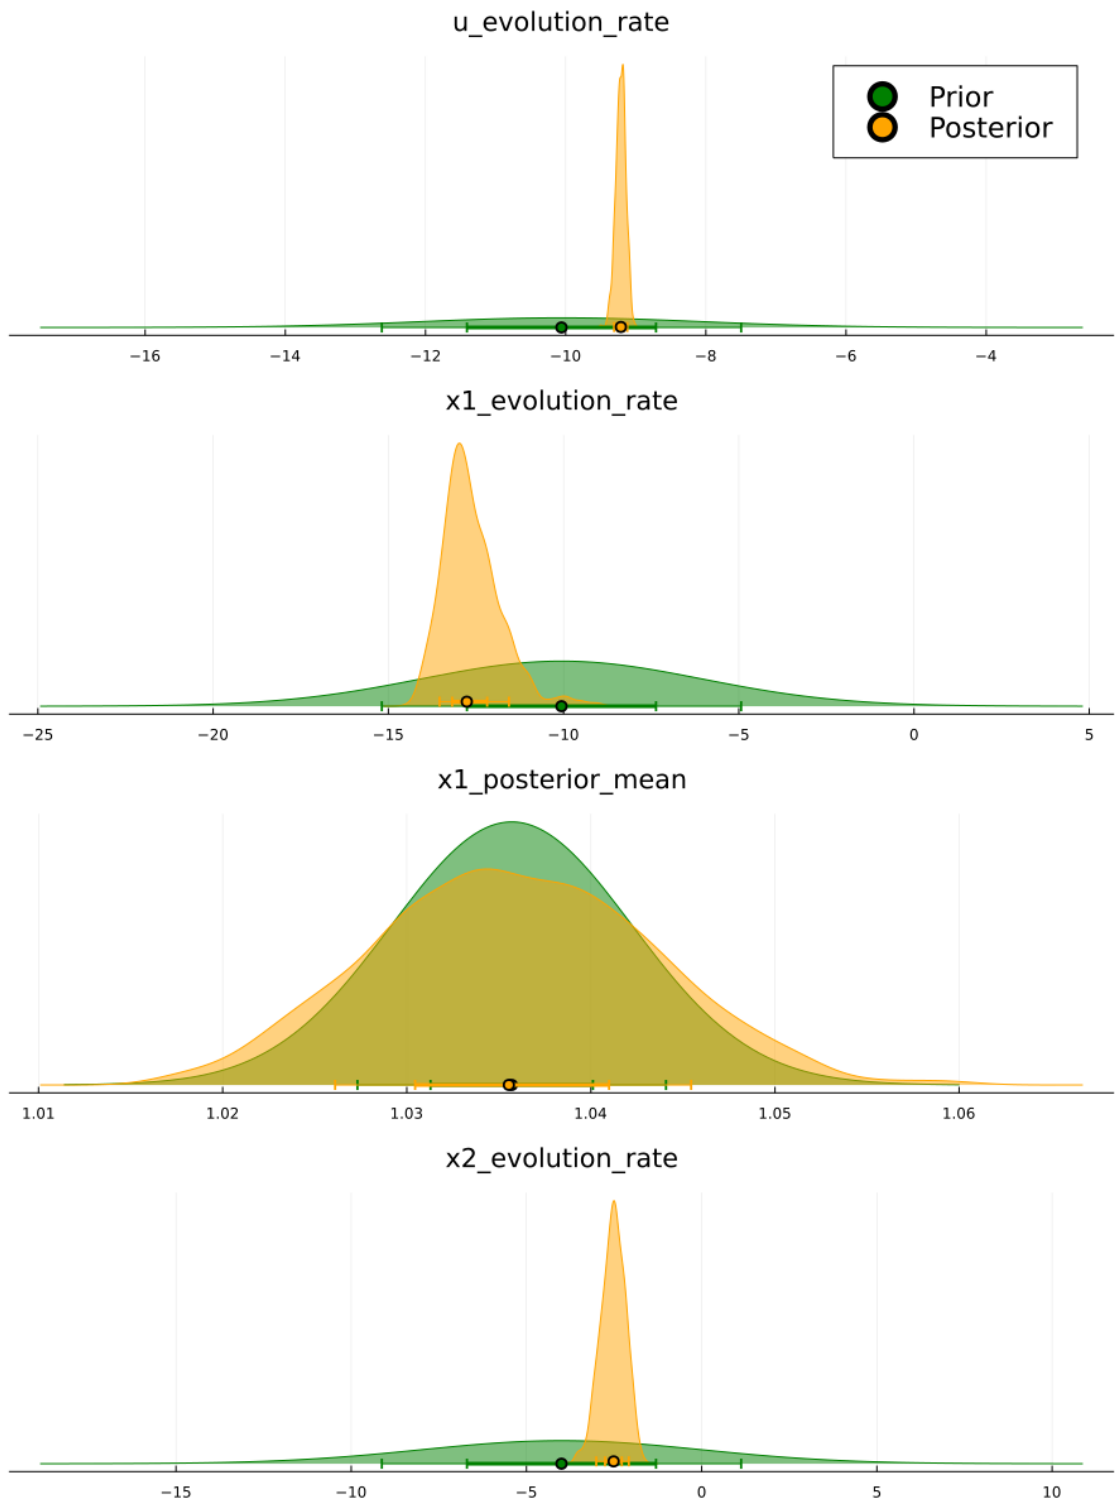 u_evolution_rate
Prior
Posterior
−16 −14 −12 −10 −8 −6 −4
x1_evolution_rate
−25 −20 −15 −10 −5 0 5
x1_posterior_mean
1.01 1.02 1.03 1.04 1.05 1.06
x2_evolution_rate
−15 −10 −5 0 5 10